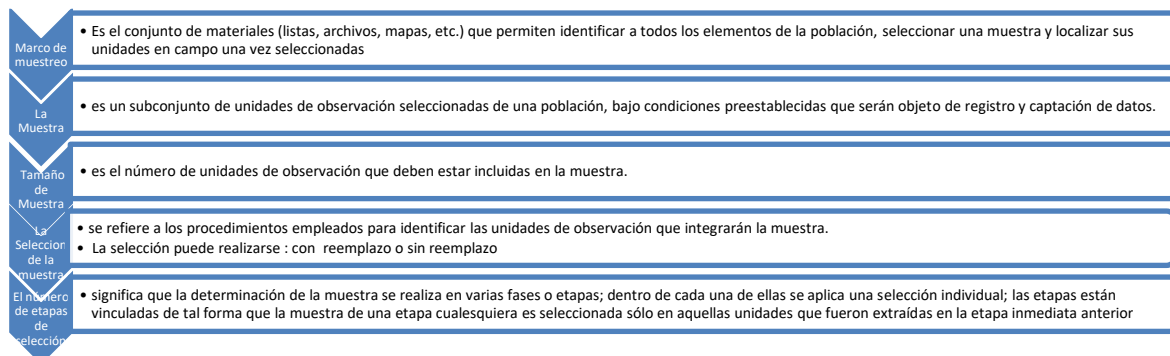 Marco de
muestreo
• Es el conjunto de materiales (listas, archivos, mapas, etc.) que permiten identificar a todos los elementos de la población, seleccionar una muestra y localizar sus
unidades en campo una vez seleccionadas
La
Muestra
• es un subconjunto de unidades de observación seleccionadas de una población, bajo condiciones preestablecidas que serán objeto de registro y captación de datos.
Tamaño
de
Muestra
• es el número de unidades de observación que deben estar incluidas en la muestra.
La
Seleccion
de la
muestra
• se refiere a los procedimientos empleados para identificar las unidades de observación que integrarán la muestra.
• La selección puede realizarse : con reemplazo o sin reemplazo
El número
de etapas
de
selección
• significa que la determinación de la muestra se realiza en varias fases o etapas; dentro de cada una de ellas se aplica una selección individual; las etapas están
vinculadas de tal forma que la muestra de una etapa cualesquiera es seleccionada sólo en aquellas unidades que fueron extraídas en la etapa inmediata anterior